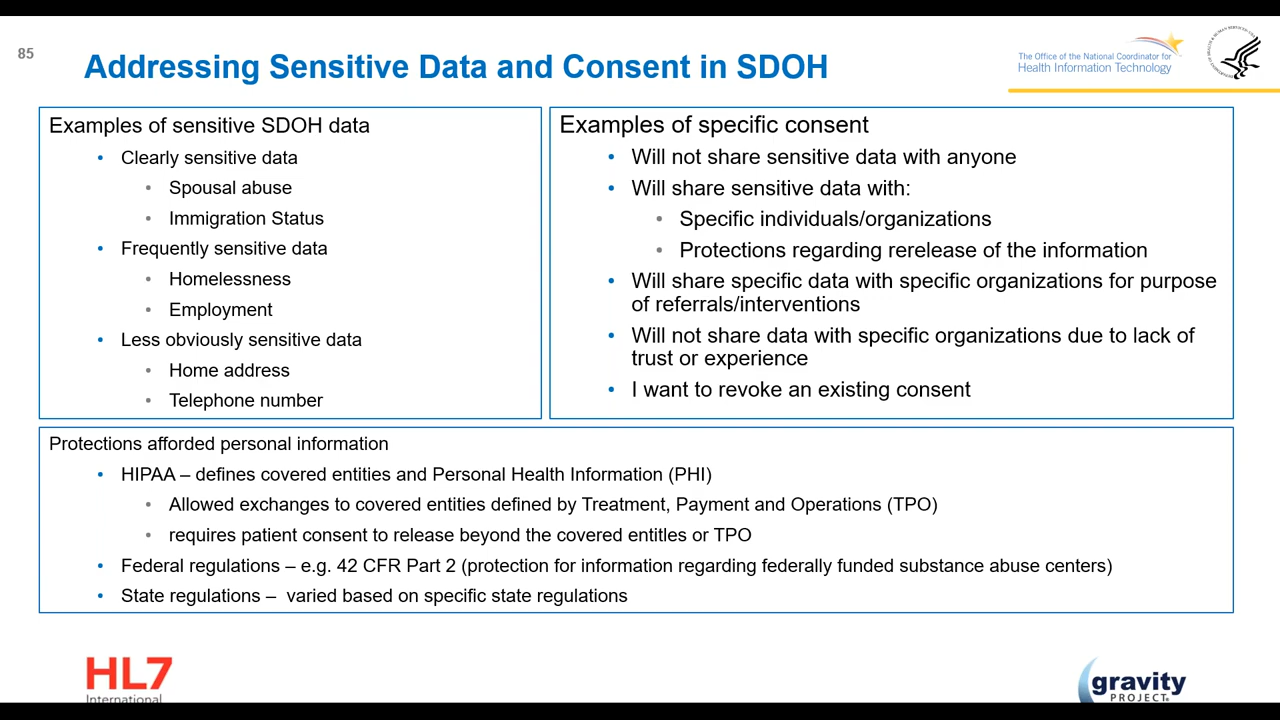 85
Addressing Sensitive Data and Consent in SDOH
The Office of the National Coordinator for
Health Information Technology
Examples of sensitive SDOH data
• Clearly sensitive data
• Spousal abuse
• Immigration Status
• Frequently sensitive data
• Homelessness
• Employment
• Less obviously sensitive data
• Home address
• Telephone number
Examples of specific consent
• Will not share sensitive data with anyone
• Will share sensitive data with:
• Specific individuals/organizations
• Protections regarding rerelease of the information
• Will share specific data with specific organizations for purpose
of referrals/interventions
• Will not share data with specific organizations due to lack of
trust or experience
• I want to revoke an existing consent
Protections afforded personal information
• HIPAA – defines covered entities and Personal Health Information (PHI)
• Allowed exchanges to covered entities defined by Treatment, Payment and Operations (TPO)
• requires patient consent to release beyond the covered entitles or TPO
• Federal regulations – e.g. 42 CFR Part 2 (protection for information regarding federally funded substance abuse centers)
• State regulations –  varied based on specific state regulations
HL7
International
gravity
PROJECT